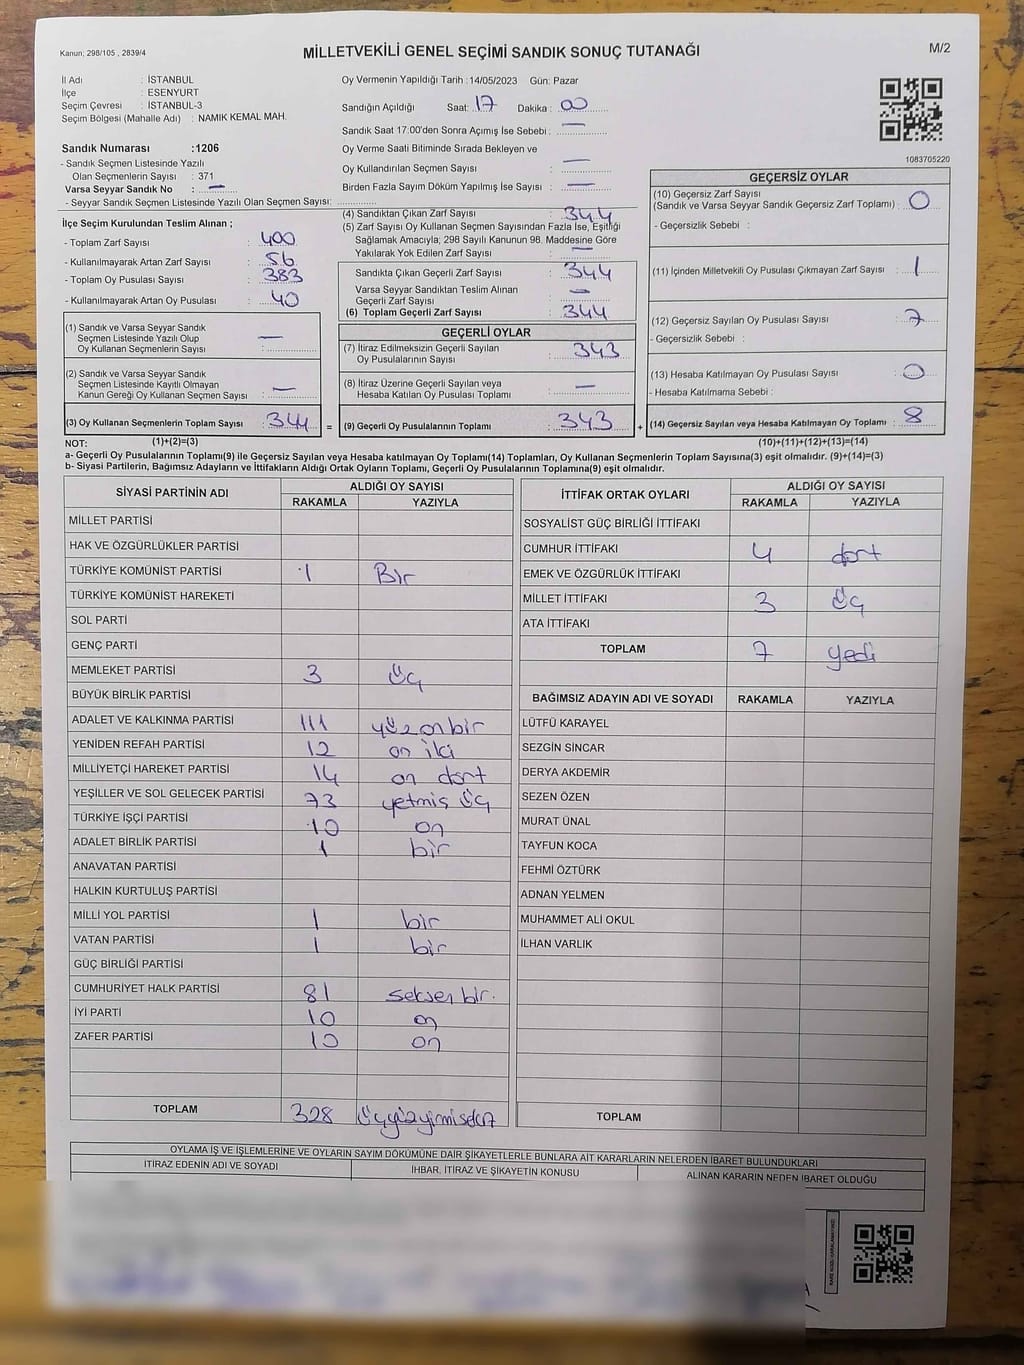 Kanun; 298/105 , 2839/4
MİLLETVEKİLİ GENEL SEÇİMİ SANDIK SONUÇ TUTANAĞI
M/2
İl Adı : İSTANBUL
İlçe : ESENYURT
Seçim Çevresi : İSTANBUL-3
Seçim Bölgesi (Mahalle Adı) : NAMIK KEMAL MAH.
Oy Vermenin Yapıldığı Tarih :14/05/2023 Gün: Pazar
Sandığın Açıldığı Saat: 17 Dakika : 00
Sandık Saat 17:00'den Sonra Açımış İse Sebebi : —
Oy Verme Saati Bitiminde Sırada Bekleyen ve
Oy Kullandırılan Seçmen Sayısı : —
Birden Fazla Sayım Döküm Yapılmış İse Sayısı : —
1083705220
Sandık Numarası :1206
- Sandık Seçmen Listesinde Yazılı
Olan Seçmenlerin Sayısı : 371
Varsa Seyyar Sandık No : —
- Seyyar Sandık Seçmen Listesinde Yazılı Olan Seçmen Sayısı:
İlçe Seçim Kurulundan Teslim Alınan ;
- Toplam Zarf Sayısı : 400
- Kullanılmayarak Artan Zarf Sayısı : 56
- Toplam Oy Pusulası : 383
- Kullanılmayarak Artan Oy Pusulası : 40
(1) Sandık ve Varsa Seyyar Sandık
Seçmen Listesinde Yazılı Olup
Oy Kullanan Seçmenlerin Sayısı : —
(2) Sandık ve Varsa Seyyar Sandık
Seçmen Listesinde Kayıtlı Olmayan
Kanun Gereği Oy Kullanan Seçmen Sayısı : —
(3) Oy Kullanan Seçmenlerin Toplam Sayısı : 344 =
(4) Sandıktan Çıkan Zarf Sayısı : 344
(5) Zarf Sayısı Oy Kullanan Seçmen Sayısından Fazla İse, Eşitliği
Sağlamak Amacıyla; 298 Sayılı Kanunun 98. Maddesine Göre
Yakılarak Yok Edilen Zarf Sayısı : —
Sandıkta Çıkan Geçerli Zarf Sayısı : 344
Varsa Seyyar Sandıktan Teslim Alınan
Geçerli Zarf Sayısı : —
(6) Toplam Geçerli Zarf Sayısı : 344
GEÇERLİ OYLAR
(7) İtiraz Edilmeksizin Geçerli Sayılan
Oy Pusulalarının Sayısı : 343
(8) İtiraz Üzerine Geçerli Sayılan veya
Hesaba Katılan Oy Pusulası Toplamı : —
(9) Geçerli Oy Pusulalarının Toplamı : 343 +
GEÇERSİZ OYLAR
(10) Geçersiz Zarf Sayısı
(Sandık ve Varsa Seyyar Sandık Geçersiz Zarf Toplamı) : 0
- Geçersizlik Sebebi :
(11) İçinden Milletvekili Oy Pusulası Çıkmayan Zarf Sayısı : 1
(12) Geçersiz Sayılan Oy Pusulası Sayısı : 7
- Geçersizlik Sebebi :
(13) Hesaba Katılmayan Oy Pusulası Sayısı : 0
- Hesaba Katılmama Sebebi :
(14) Geçersiz Sayılan veya Hesaba Katılmayan Oy Toplamı : 8
NOT: (1)+(2)=(3) (10)+(11)+(12)+(13)=(14)
a- Geçerli Oy Pusulalarının Toplamı(9) ile Geçersiz Sayılan veya Hesaba katılmayan Oy Toplamı(14) Toplamları, Oy Kullanan Seçmenlerin Toplam Sayısına(3) eşit olmalıdır. (9)+(14)=(3)
b- Siyasi Partilerin, Bağımsız Adayların ve İttifakların Aldığı Ortak Oyların Toplamı, Geçerli Oy Pusulalarının Toplamına(9) eşit olmalıdır.
SİYASİ PARTİNİN ADI ALDIĞI OY SAYISI
RAKAMLA YAZIYLA
MİLLET PARTİSİ
HAK VE ÖZGÜRLÜKLER PARTİSİ
TÜRKİYE KOMÜNİST PARTİSİ 1 Bir
TÜRKİYE KOMÜNİST HAREKETİ
SOL PARTİ
GENÇ PARTİ
MEMLEKET PARTİSİ 3 üç
BÜYÜK BİRLİK PARTİSİ
ADALET VE KALKINMA PARTİSİ 111 yüz on bir
YENİDEN REFAH PARTİSİ 12 on iki
MİLLİYETÇİ HAREKET PARTİSİ 14 on dört
YEŞİLLER VE SOL GELECEK PARTİSİ 73 yetmiş üç
TÜRKİYE İŞÇİ PARTİSİ 10 on
ADALET BİRLİK PARTİSİ 1 bir
ANAVATAN PARTİSİ
HALKIN KURTULUŞ PARTİSİ
MİLLİ YOL PARTİSİ 1 bir
VATAN PARTİSİ 1 bir
GÜÇ BİRLİĞİ PARTİSİ
CUMHURİYET HALK PARTİSİ 81 seksen bir.
İYİ PARTİ 10 on
ZAFER PARTİSİ 10 on
TOPLAM 328 üçyüzyirmisekiz
İTTİFAK ORTAK OYLARI ALDIĞI OY SAYISI
RAKAMLA YAZIYLA
SOSYALİST GÜÇ BİRLİĞİ İTTİFAKI
CUMHUR İTTİFAKI 4 dört
EMEK VE ÖZGÜRLÜK İTTİFAKI
MİLLET İTTİFAKI 3 üç
ATA İTTİFAKI
TOPLAM 7 yedi
BAĞIMSIZ ADAYIN ADI VE SOYADI RAKAMLA YAZIYLA
LÜTFÜ KARAYEL
SEZGİN SİNCAR
DERYA AKDEMİR
SEZEN ÖZEN
MURAT ÜNAL
TAYFUN KOCA
FEHMİ ÖZTÜRK
ADNAN YELMEN
MUHAMMET ALİ OKUL
İLHAN VARLIK
TOPLAM
OYLAMA İŞ VE İŞLEMLERİNE VE OYLARIN SAYIM DÖKÜMÜNE DAİR ŞİKAYETLERLE BUNLARA AİT KARARLARIN NELERDEN İBARET BULUNDUKLARI
İTİRAZ EDENİN ADI VE SOYADI İHBAR, İTİRAZ VE ŞİKAYETİN KONUSU ALINAN KARARIN NEDEN İBARET OLDUĞU